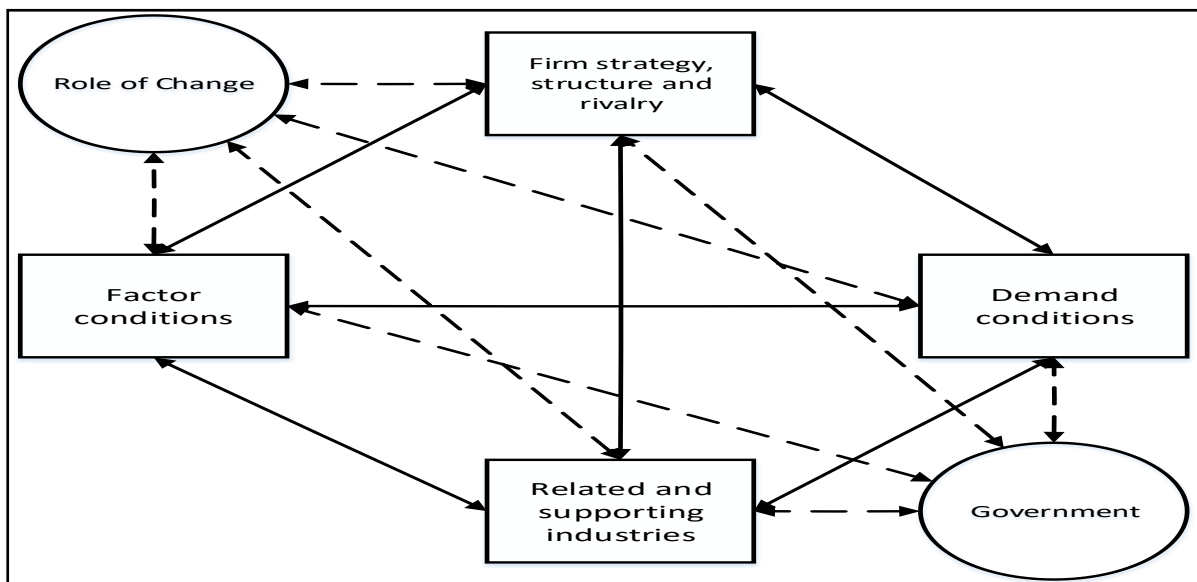 Role of Change
Firm strategy,
structure and
rivalry
Factor
conditions
Demand
conditions
Related and
supporting
industries
Government